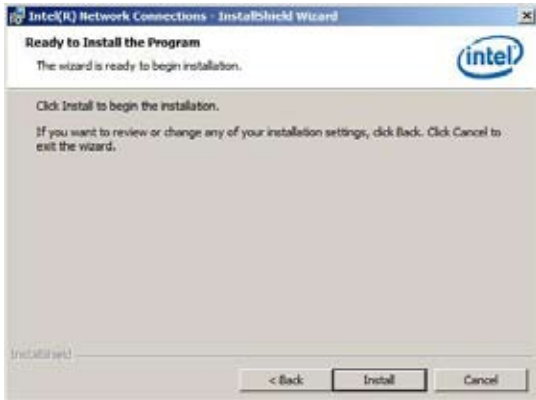 Intel(R) Network Connections - InstallShield Wizard
Ready to Install the Program
The wizard is ready to begin installation.
intel
Click Install to begin the installation.
If you want to review or change any of your installation settings, click Back. Click Cancel to
exit the wizard.
InstallShield
< Back
Install
Cancel